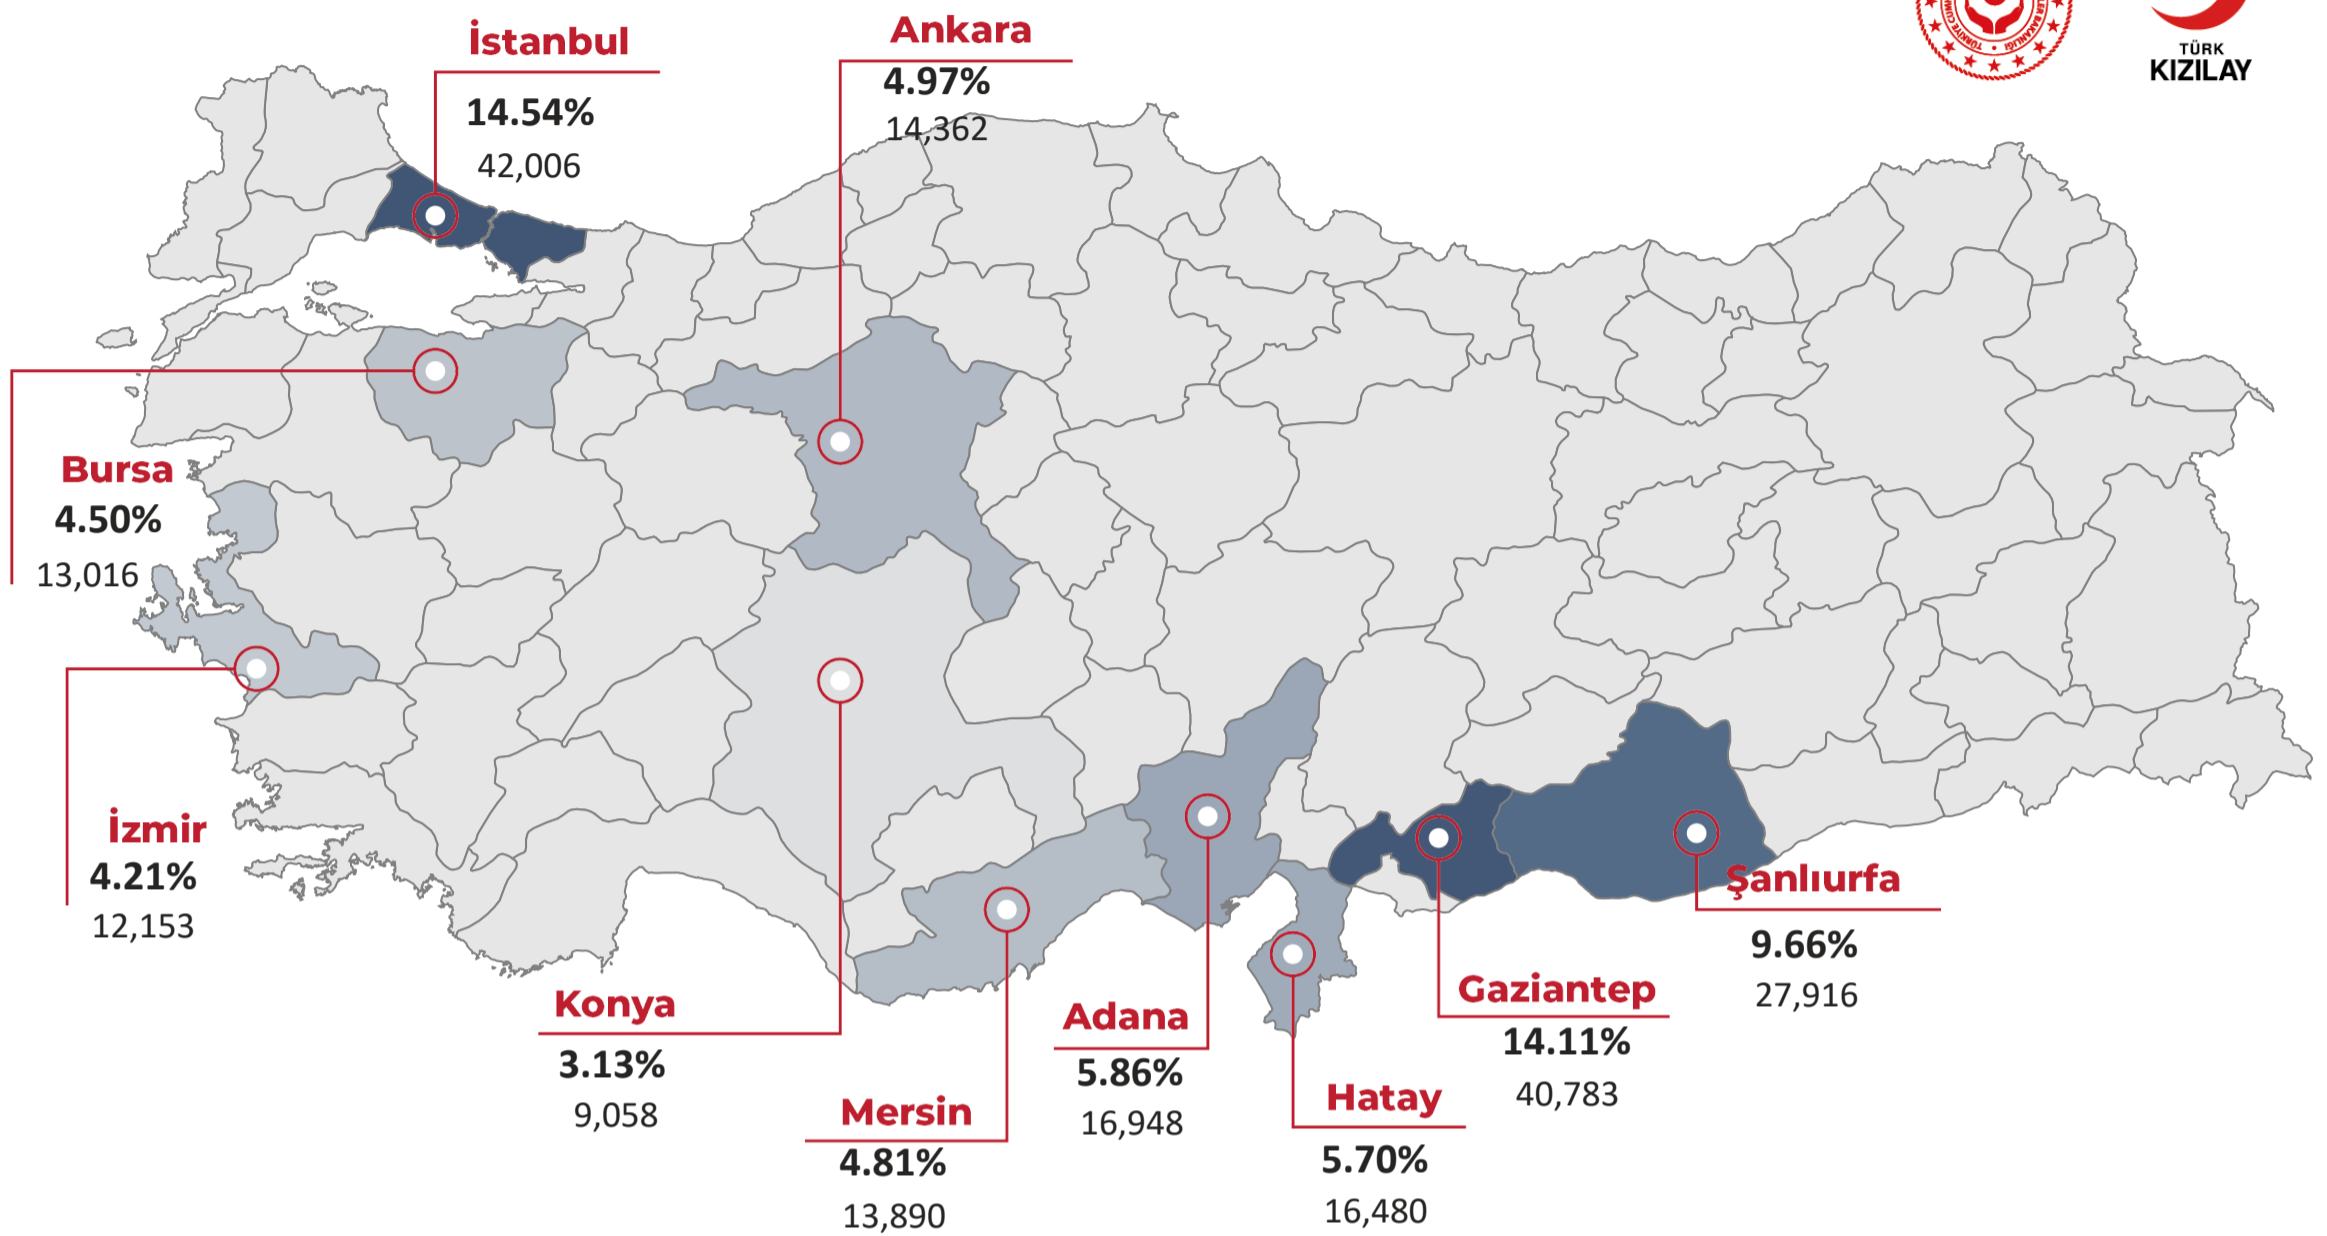 İstanbul
14.54%
42,006
Ankara
4.97%
14,362
TÜRK
KIZILAY
Bursa
4.50%
13,016
İzmir
4.21%
12,153
Konya
3.13%
9,058
Mersin
4.81%
13,890
Adana
5.86%
16,948
Hatay
5.70%
16,480
Gaziantep
14.11%
40,783
Şanlıurfa
9.66%
27,916